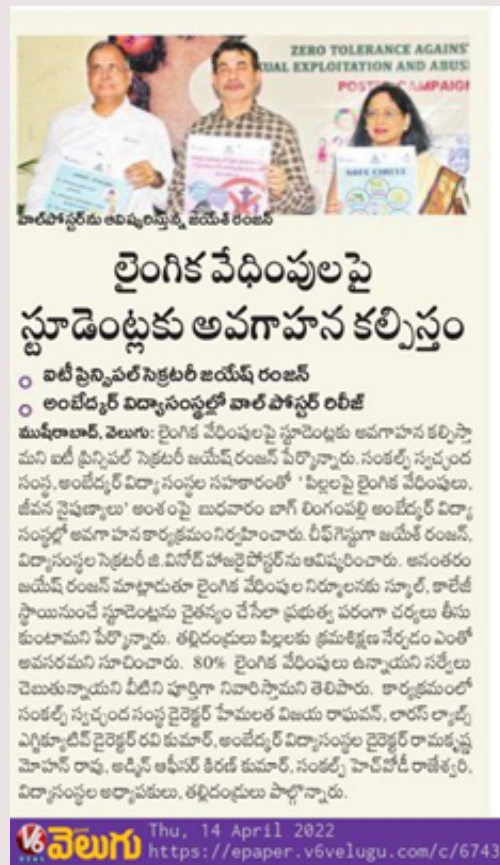 ZERO TOLERANCE AGAINS
XUAL EXPLOITATION AND ABUS
POSTER CAMPAIGN
SAFE CIRCLE
వాల్‌పోస్టర్‌ను ఆవిష్కరిస్తున్న జయేశ్ రంజన్
లైంగిక వేధింపులపై
స్టూడెంట్లకు అవగాహన కల్పిస్తం
ఐటీ ప్రిన్సిపల్ సెక్రటరీ జయేష్ రంజన్
అంబేద్కర్ విద్యాసంస్థల్లో వాల్ పోస్టర్ రిలీజ్
ముషీరాబాద్, వెలుగు: లైంగిక వేధింపులపై స్టూడెంట్లకు అవగాహన కల్పిస్తా
మని ఐటీ ప్రిన్సిపల్ సెక్రటరీ జయేష్ రంజన్ పేర్కొన్నారు. సంకల్ప్ స్వచ్ఛంద
సంస్థ, అంబేద్కర్ విద్యా సంస్థల సహకారంతో 'పిల్లలపై లైంగిక వేధింపులు,
జీవన నైపుణ్యాలు' అంశంపై బుధవారం బాగ్ లింగంపల్లి అంబేద్కర్ విద్యా
సంస్థల్లో అవగా హన కార్యక్రమం నిర్వహించారు. చీఫ్ గెస్టుగా జయేశ్ రంజన్,
విద్యాసంస్థల సెక్రటరీ జి.వినోద్ హాజరై పోస్టర్‌ను ఆవిష్కరించారు. అనంతరం
జయేష్ రంజన్ మాట్లాడుతూ లైంగిక వేధింపుల నిర్మూలనకు స్కూల్, కాలేజీ
స్థాయినుంచే స్టూడెంట్లను చైతన్యం చేసేలా ప్రభుత్వ పరంగా చర్యలు తీసు
కుంటామని పేర్కొన్నారు. తల్లిదండ్రులు పిల్లలకు క్రమశిక్షణ నేర్పడం ఎంతో
అవసరమని సూచించారు. 80% లైంగిక వేధింపులు ఉన్నాయని సర్వేలు
చెబుతున్నాయని వీటిని పూర్తిగా నివారిస్తామని తెలిపారు. కార్యక్రమంలో
సంకల్ప్ స్వచ్ఛంద సంస్థ డైరెక్టర్ హేమలత విజయ రాఘవన్, లారస్ ల్యాబ్స్
ఎగ్జిక్యూటివ్ డైరెక్టర్ రవి కుమార్, అంబేద్కర్ విద్యాసంస్థల డైరెక్టర్ రామకృష్ణ
మోహన్ రావు, అడ్మిన్ ఆఫీసర్ కిరణ్ కుమార్, సంకల్ప్ హెచ్‌వోడీ రాజేశ్వరి,
విద్యాసంస్థల అధ్యాపకులు, తల్లిదండ్రులు పాల్గొన్నారు.
V6 వెలుగు
NEWS
Thu, 14 April 2022
https://epaper.v6velugu.com/c/6743